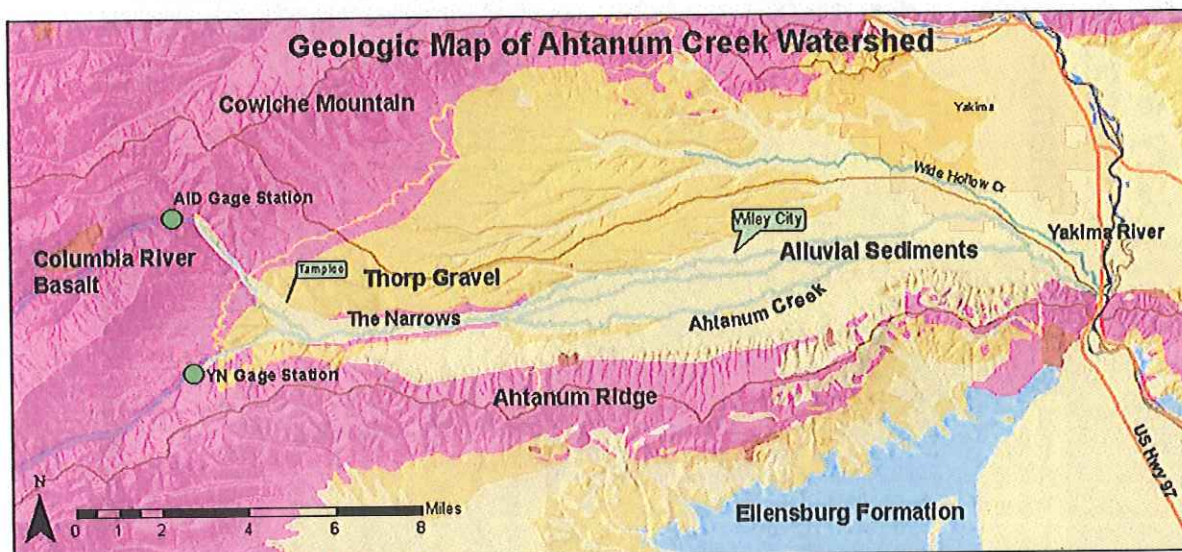 Geologic Map of Ahtanum Creek Watershed
Cowiche Mountain
Yakima
AID Gage Station
Wide Hollow Cr
Wiley City
Yakima River
Columbia River
Basalt
Alluvial Sediments
Tampico
Thorp Gravel
The Narrows
Ahtanum Creek
YN Gage Station
Ahtanum Ridge
US Hwy 97
N
Miles
0 1 2 4 6 8
Ellensburg Formation